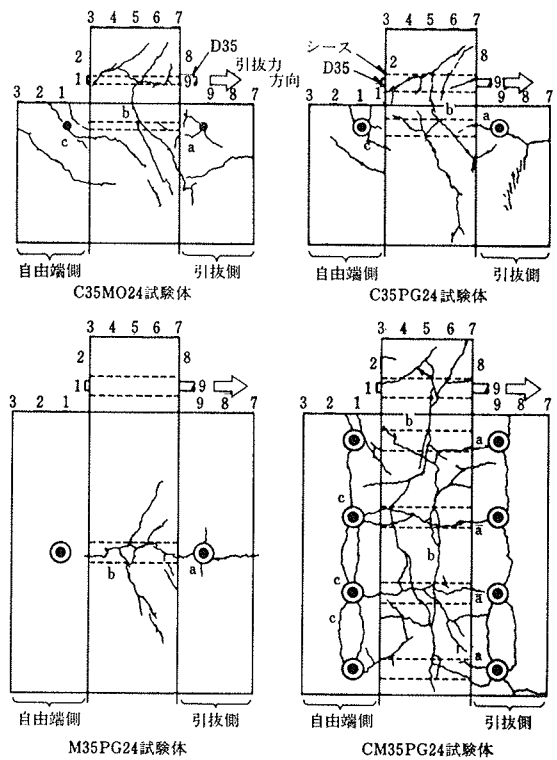 3 4 5 6 7
2 8 D35
1 9 引抜力
方向
3 2 1 9 8 7
b
c a
自由端側 引抜側
C35MO24試験体
3 4 5 6 7
シース 2 8
D35 9 引抜力
方向
3 2 1 1 9 8 7
b a
c
自由端側 引抜側
C35PG24試験体
3 4 5 6 7
2 8
1 9
3 2 1 9 8 7
b a
自由端側 引抜側
M35PG24試験体
3 4 5 6 7
2 8
1 9
3 2 1 9 8 7
b a
c a
b
c a
c a
自由端側 引抜側
CM35PG24試験体